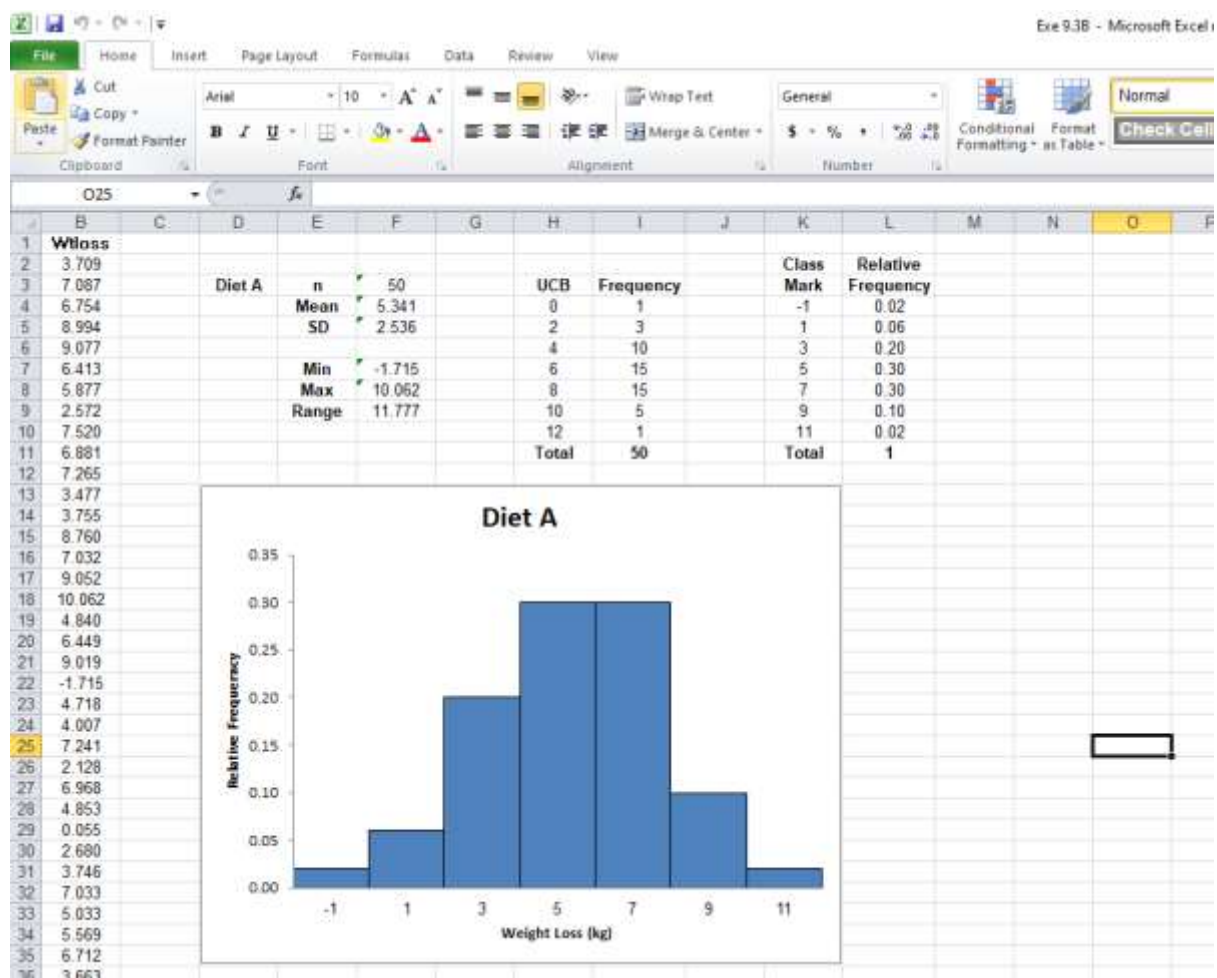 Exe 9.3B - Microsoft Excel
File Home Insert Page Layout Formulas Data Review View
Cut
Copy
Format Painter
Paste
Arial 10
Wrap Text
Merge & Center
General
Conditional Formatting
Format as Table
Normal
Check Cell
Clipboard Font Alignment Number
O25 fx
B C D E F G H I J K L M N O P
1 Wtloss
2 3.709 Class Relative
3 7.087 Diet A n 50 UCB Frequency Mark Frequency
4 6.754 Mean 5.341 0 1 -1 0.02
5 8.994 SD 2.536 2 3 1 0.06
6 9.077 4 10 3 0.20
7 6.413 Min -1.715 6 15 5 0.30
8 5.877 Max 10.062 8 15 7 0.30
9 2.572 Range 11.777 10 5 9 0.10
10 7.520 12 1 11 0.02
11 6.881 Total 50 Total 1
12 7.265
13 3.477
14 3.755
15 8.760
16 7.032
17 9.052
18 10.062
19 4.840
20 6.449
21 9.019
22 -1.715
23 4.718
24 4.007
25 7.241
26 2.128
27 6.968
28 4.853
29 0.055
30 2.680
31 3.746
32 7.033
33 5.033
34 5.569
35 6.712
36 3.663
Diet A
0.35
0.30
0.25
0.20
0.15
0.10
0.05
0.00
Relative Frequency
-1 1 3 5 7 9 11
Weight Loss (kg)